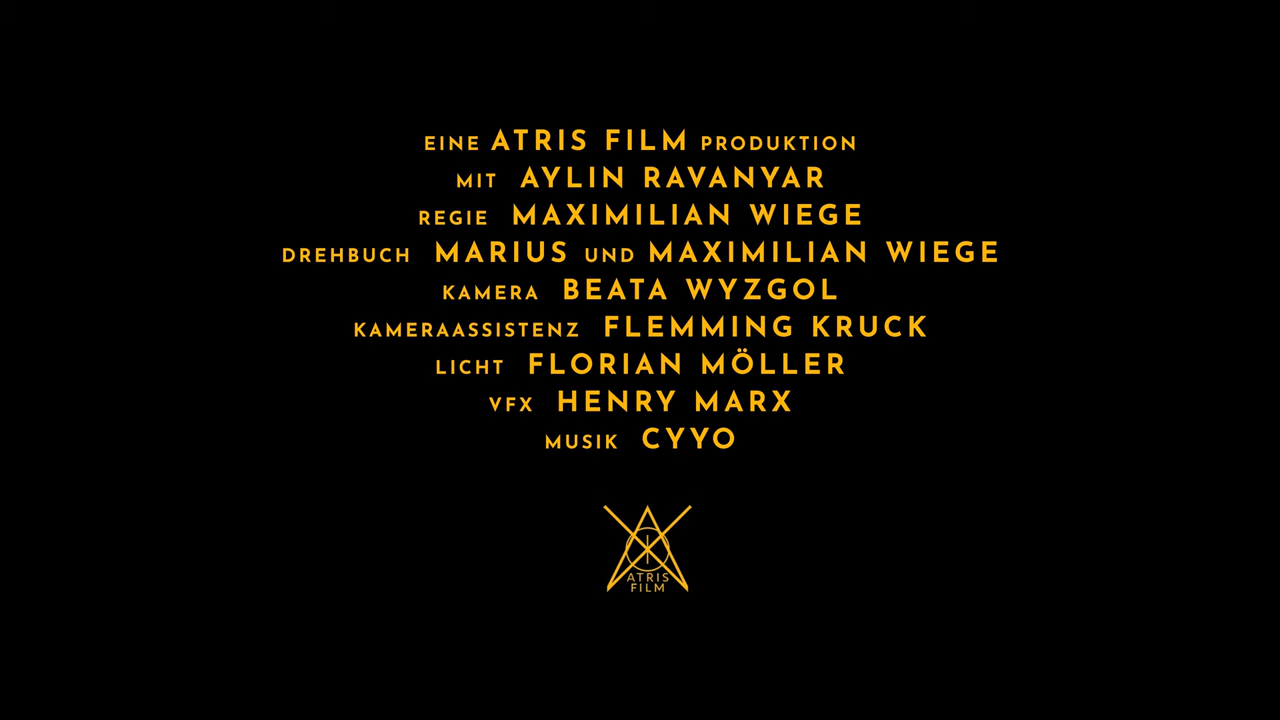 EINE ATRIS FILM PRODUKTION
MIT AYLIN RAVANYAR
REGIE MAXIMILIAN WIEGE
DREHBUCH MARIUS UND MAXIMILIAN WIEGE
KAMERA BEATA WYZGOL
KAMERAASSISTENZ FLEMMING KRUCK
LICHT FLORIAN MÖLLER
VFX HENRY MARX
MUSIK CYYO
ATRIS
FILM